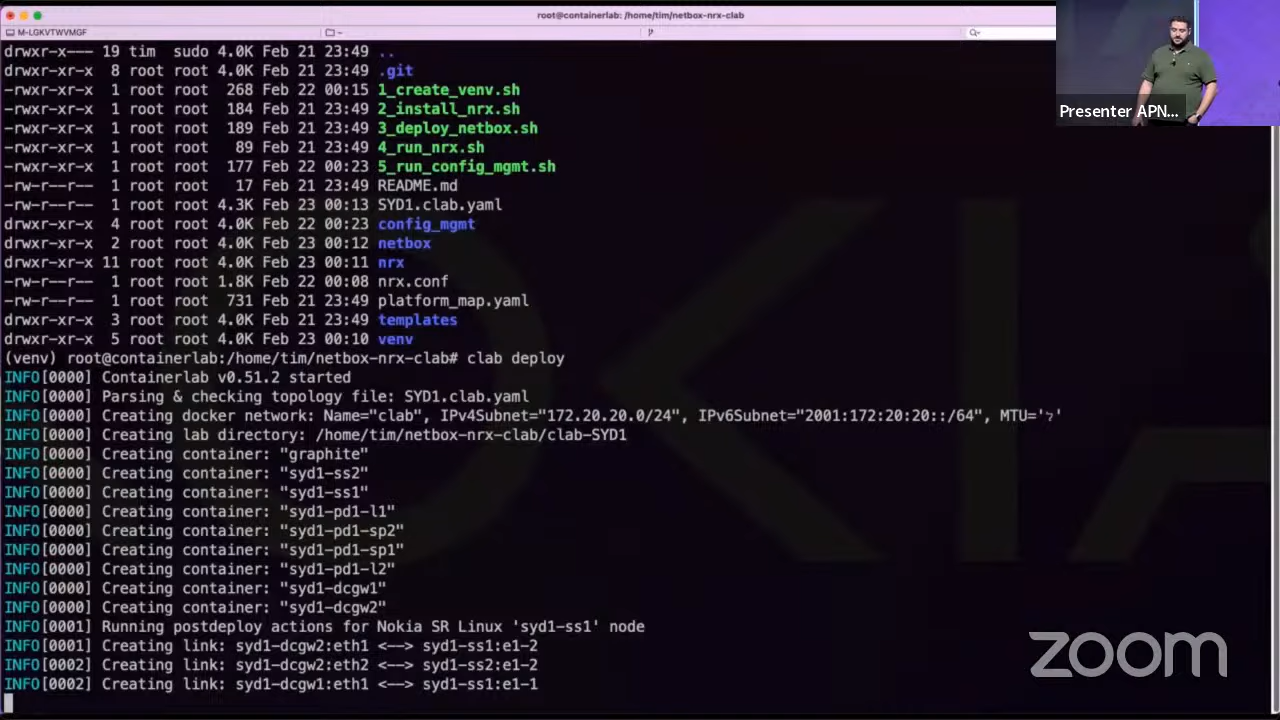 root@containerlab: /home/tim/netbox-nrx-clab
M-LGKVTWVMGF
drwxr-x--- 19 tim  sudo 4.0K Feb 21 23:49 ..
drwxr-xr-x  8 root root 4.0K Feb 21 23:49 .git
-rwxr-xr-x  1 root root  268 Feb 22 00:15 1_create_venv.sh
-rwxr-xr-x  1 root root  184 Feb 21 23:49 2_install_nrx.sh
-rwxr-xr-x  1 root root  189 Feb 21 23:49 3_deploy_netbox.sh
-rwxr-xr-x  1 root root   89 Feb 21 23:49 4_run_nrx.sh
-rwxr-xr-x  1 root root  177 Feb 22 00:23 5_run_config_mgmt.sh
-rw-r--r--  1 root root   17 Feb 21 23:49 README.md
-rw-r--r--  1 root root 4.3K Feb 23 00:13 SYD1.clab.yaml
drwxr-xr-x  4 root root 4.0K Feb 22 00:23 config_mgmt
drwxr-xr-x  2 root root 4.0K Feb 23 00:12 netbox
drwxr-xr-x 11 root root 4.0K Feb 23 00:11 nrx
-rw-r--r--  1 root root 1.8K Feb 22 00:08 nrx.conf
-rw-r--r--  1 root root  731 Feb 21 23:49 platform_map.yaml
drwxr-xr-x  3 root root 4.0K Feb 21 23:49 templates
drwxr-xr-x  5 root root 4.0K Feb 23 00:10 venv
(venv) root@containerlab:/home/tim/netbox-nrx-clab# clab deploy
INFO[0000] Containerlab v0.51.2 started
INFO[0000] Parsing & checking topology file: SYD1.clab.yaml
INFO[0000] Creating docker network: Name="clab", IPv4Subnet="172.20.20.0/24", IPv6Subnet="2001:172:20:20::/64", MTU=
INFO[0000] Creating lab directory: /home/tim/netbox-nrx-clab/clab-SYD1
INFO[0000] Creating container: "graphite"
INFO[0000] Creating container: "syd1-ss2"
INFO[0000] Creating container: "syd1-ss1"
INFO[0000] Creating container: "syd1-pd1-l1"
INFO[0000] Creating container: "syd1-pd1-sp2"
INFO[0000] Creating container: "syd1-pd1-sp1"
INFO[0000] Creating container: "syd1-pd1-l2"
INFO[0000] Creating container: "syd1-dcgw1"
INFO[0000] Creating container: "syd1-dcgw2"
INFO[0001] Running postdeploy actions for Nokia SR Linux 'syd1-ss1' node
INFO[0001] Creating link: syd1-dcgw2:eth1 <--> syd1-ss1:e1-2
INFO[0002] Creating link: syd1-dcgw2:eth2 <--> syd1-ss2:e1-2
INFO[0002] Creating link: syd1-dcgw1:eth1 <--> syd1-ss1:e1-1
Presenter APN...
zoom